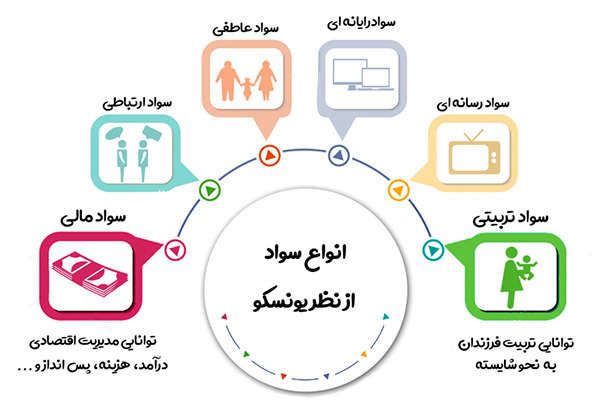 سواد عاطفی
سواد رایانه ای
سواد ارتباطی
سواد رسانه ای
سواد مالی
سواد تربیتی
انواع سواد
از نظر یونسکو
توانایی مدیریت اقتصادی
درآمد، هزینه، پس انداز و ...
توانایی تربیت فرزندان
به نحو شایسته